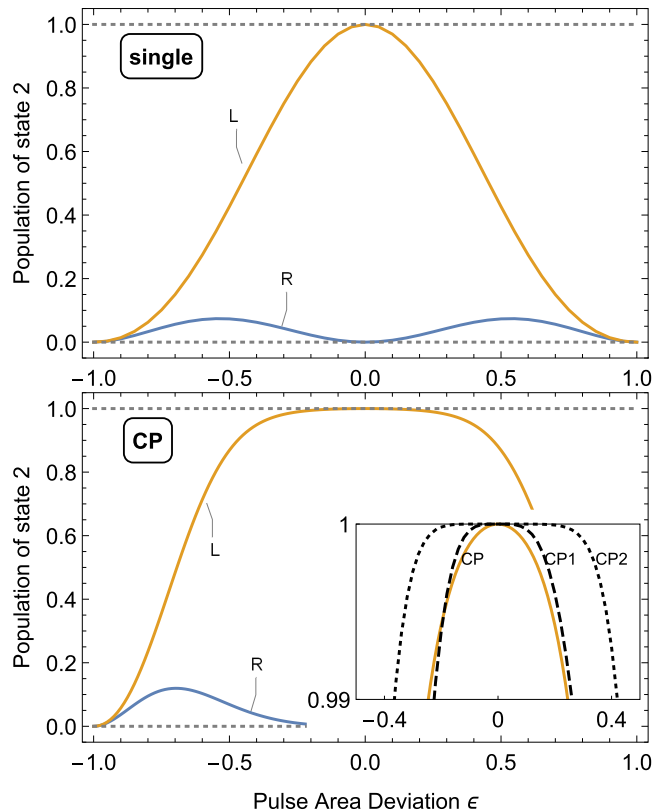 1.0
0.8
0.6
0.4
0.2
0.0
Population of state 2
single
L
R
−1.0 −0.5 0.0 0.5 1.0
1.0
0.8
0.6
0.4
0.2
0.0
Population of state 2
CP
L
R
1
0.99
CP CP1 CP2
−0.4 0 0.4
−1.0 −0.5 0.0 0.5 1.0
Pulse Area Deviation ϵ